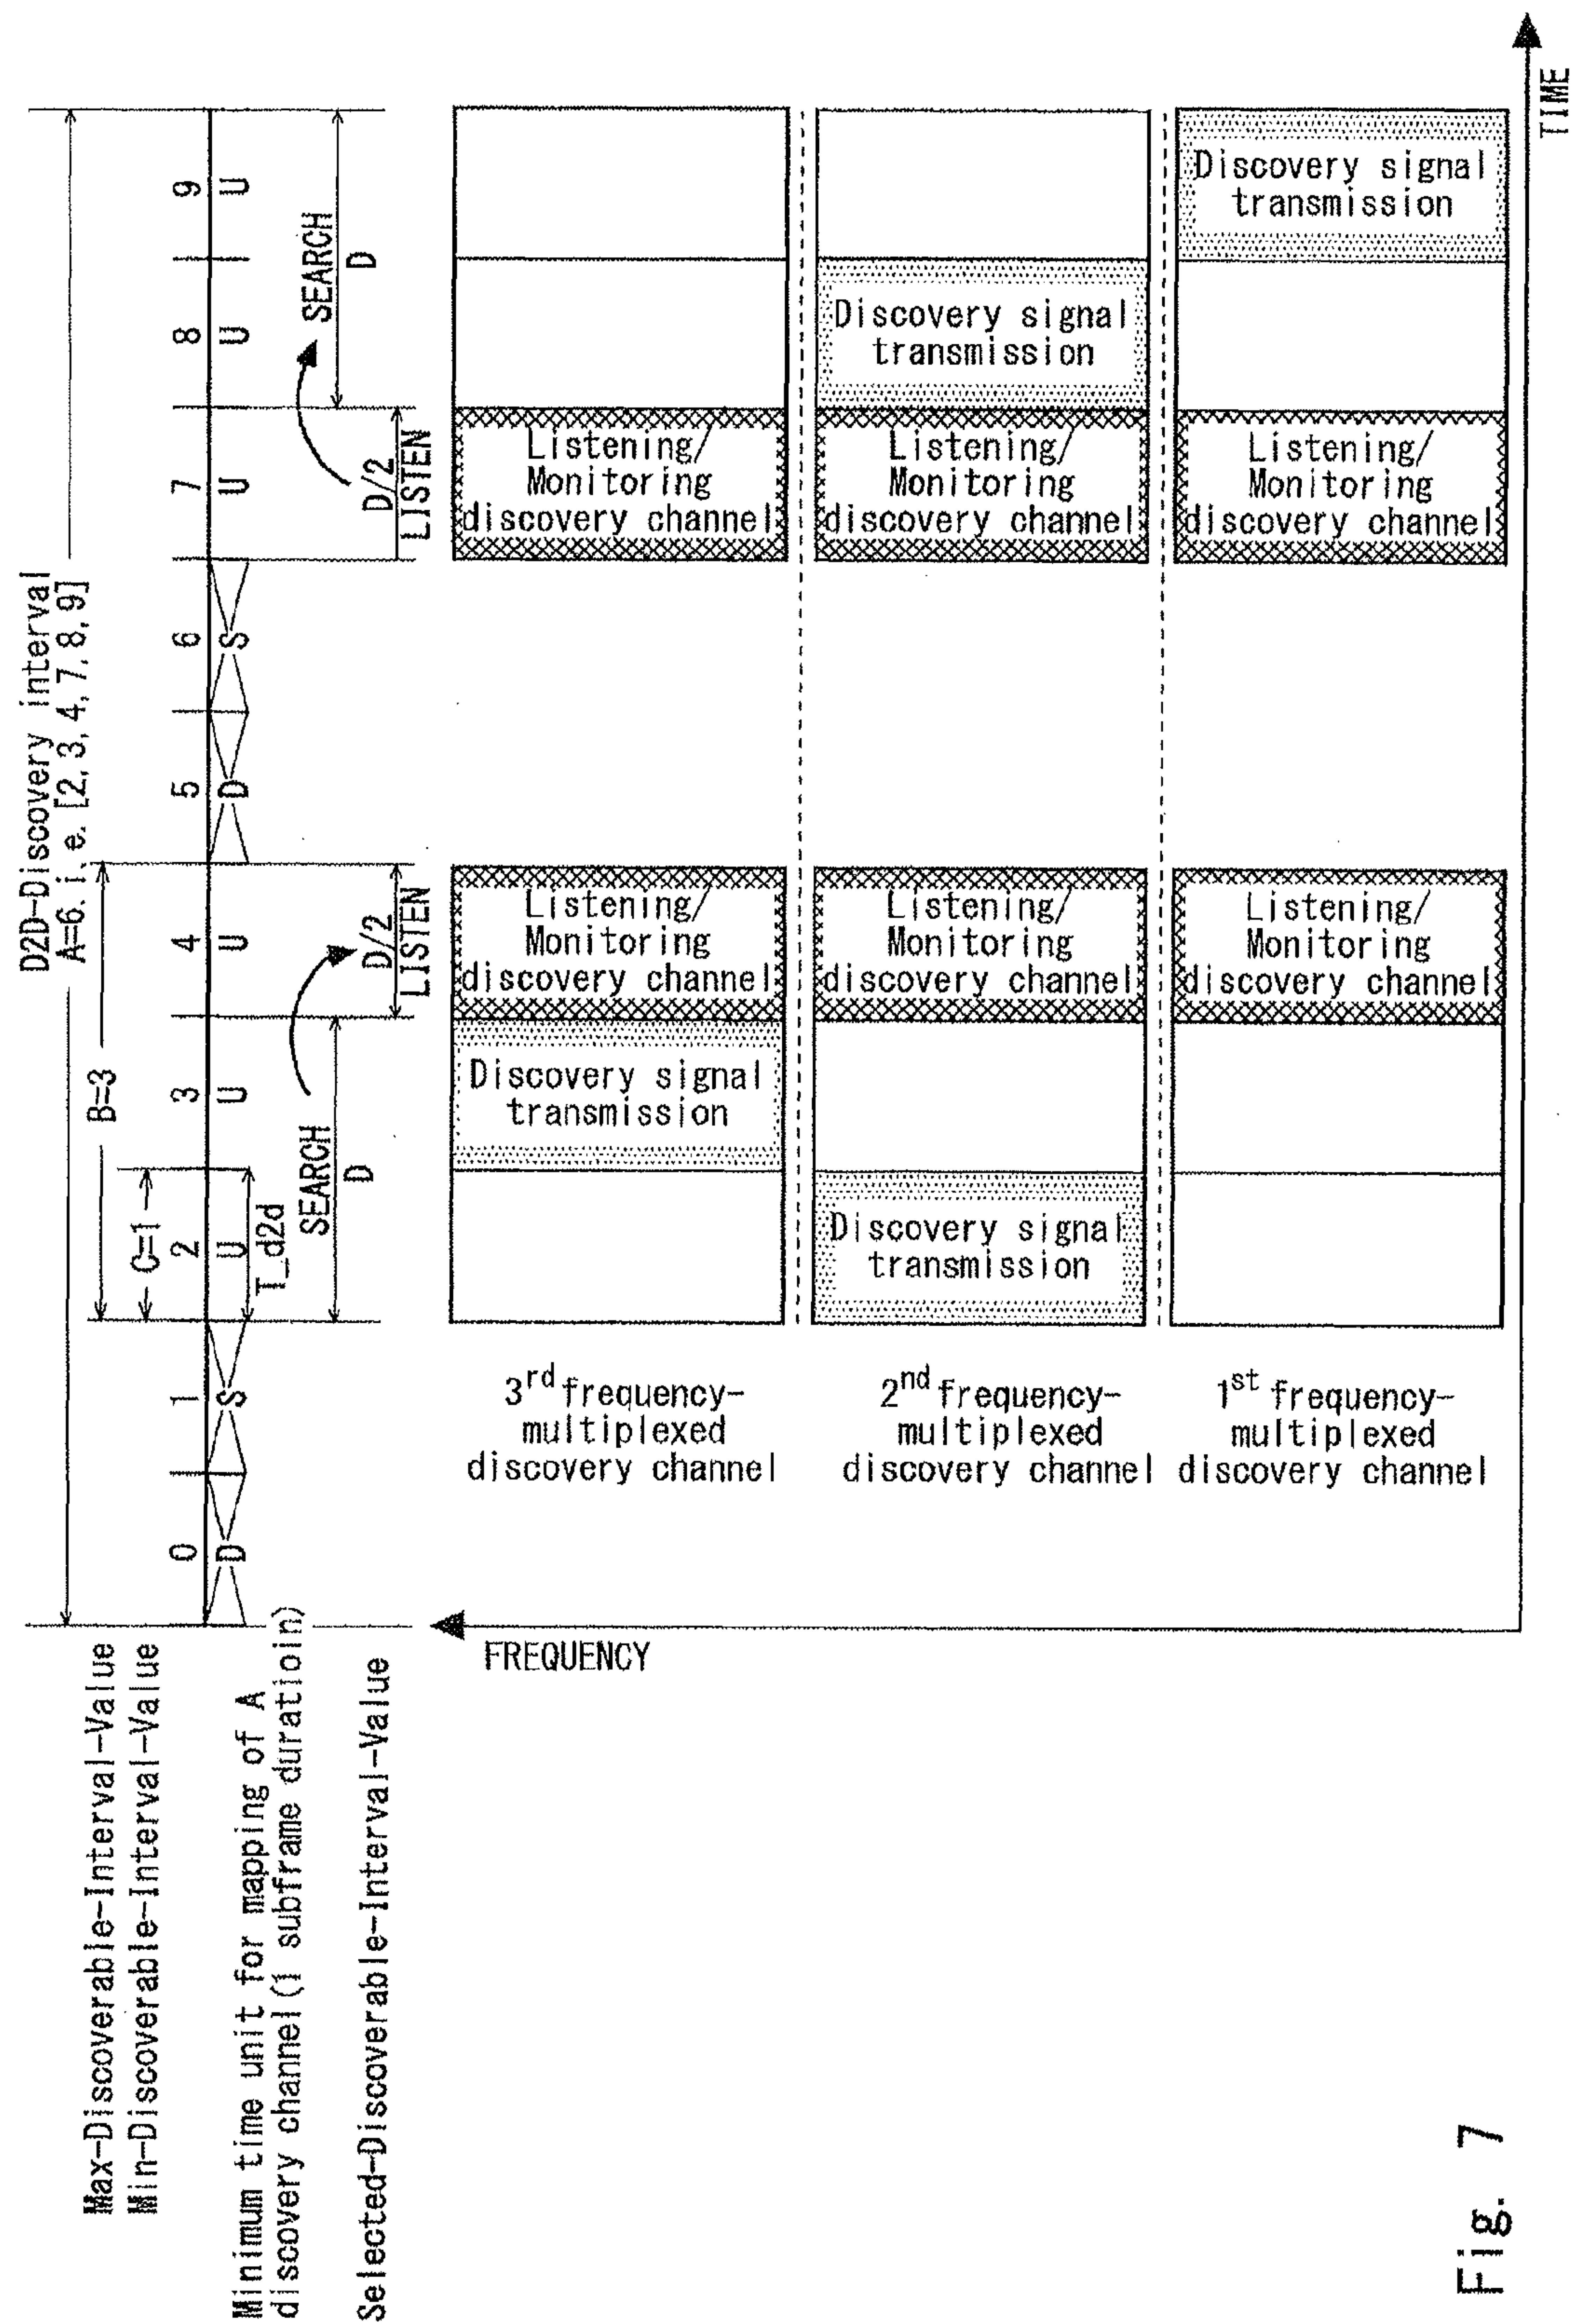 D2D-Discovery interval
A=6. i.e. [2, 3, 4, 7, 8, 9]
Max-Discoverable-Interval-Value
B=3
Min-Discoverable-Interval-Value
C=1
0 1 2 3 4 5 6 7 8 9
D S U U U D S U U U
Minimum time unit for mapping of A
discovery channel(1 subframe duratioin)
T_d2d
SEARCH
SEARCH
Selected-Discoverable-Interval-Value
D
D/2
LISTEN
D/2
LISTEN
D
FREQUENCY
3rd frequency-
multiplexed
discovery channel
Discovery signal
transmission
Listening/
Monitoring
discovery channel
Listening/
Monitoring
discovery channel
2nd frequency-
multiplexed
discovery channel
Discovery signal
transmission
Listening/
Monitoring
discovery channel
Listening/
Monitoring
discovery channel
Discovery signal
transmission
1st frequency-
multiplexed
discovery channel
Listening/
Monitoring
discovery channel
Listening/
Monitoring
discovery channel
Discovery signal
transmission
TIME
Fig. 7